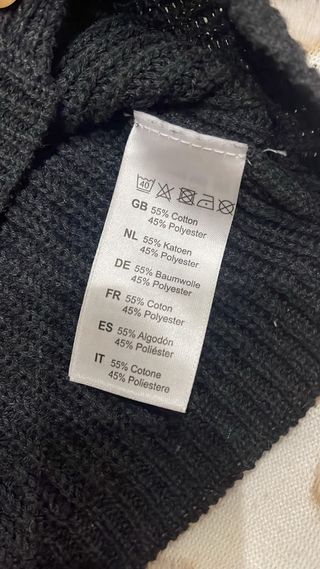 40
GB 55% Cotton
45% Polyester
NL 55% Katoen
45% Polyester
DE 55% Baumwolle
45% Polyester
FR 55% Coton
45% Polyester
ES 55% Algodón
45% Poliéster
IT 55% Cotone
45% Poliestere